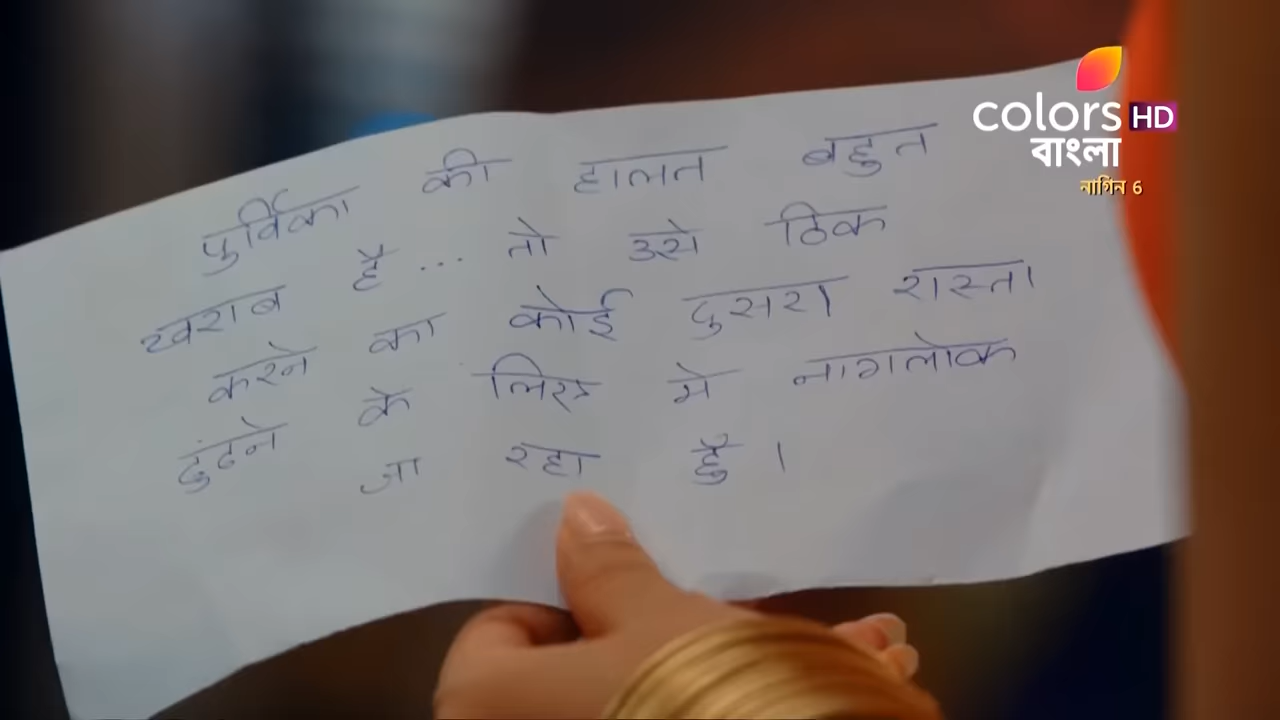 colors HD
বাংলা
নাগিন 6
पुर्विका की हालत बहुत
खराब है... तो उसे ठिक
करने का कोई दुसरा रास्ता
ढुंढने के लिए मे नागलोक
जा रहा हुँ ।